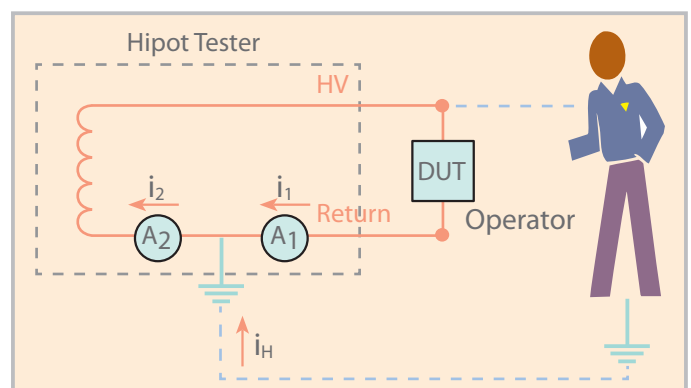 Hipot Tester
HV
DUT
i2
i1
Return
Operator
A2
A1
iH